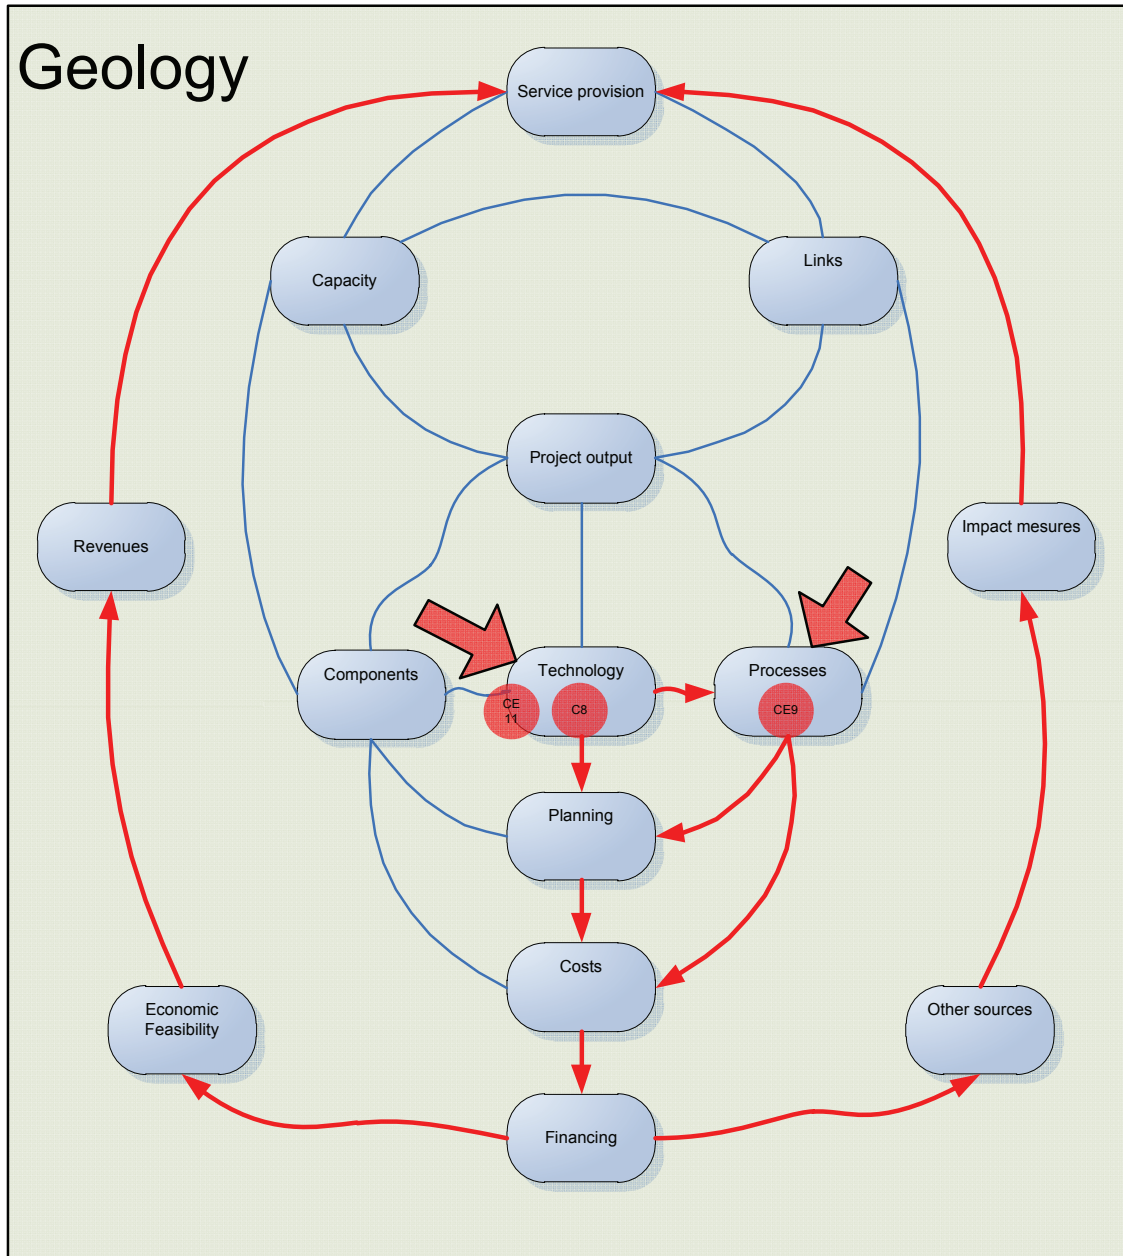 Geology
Service provision
Capacity
Links
Project output
Revenues
Impact mesures
Components
Technology
Processes
CE
11
C8
CE9
Planning
Costs
Economic
Feasibility
Other sources
Financing